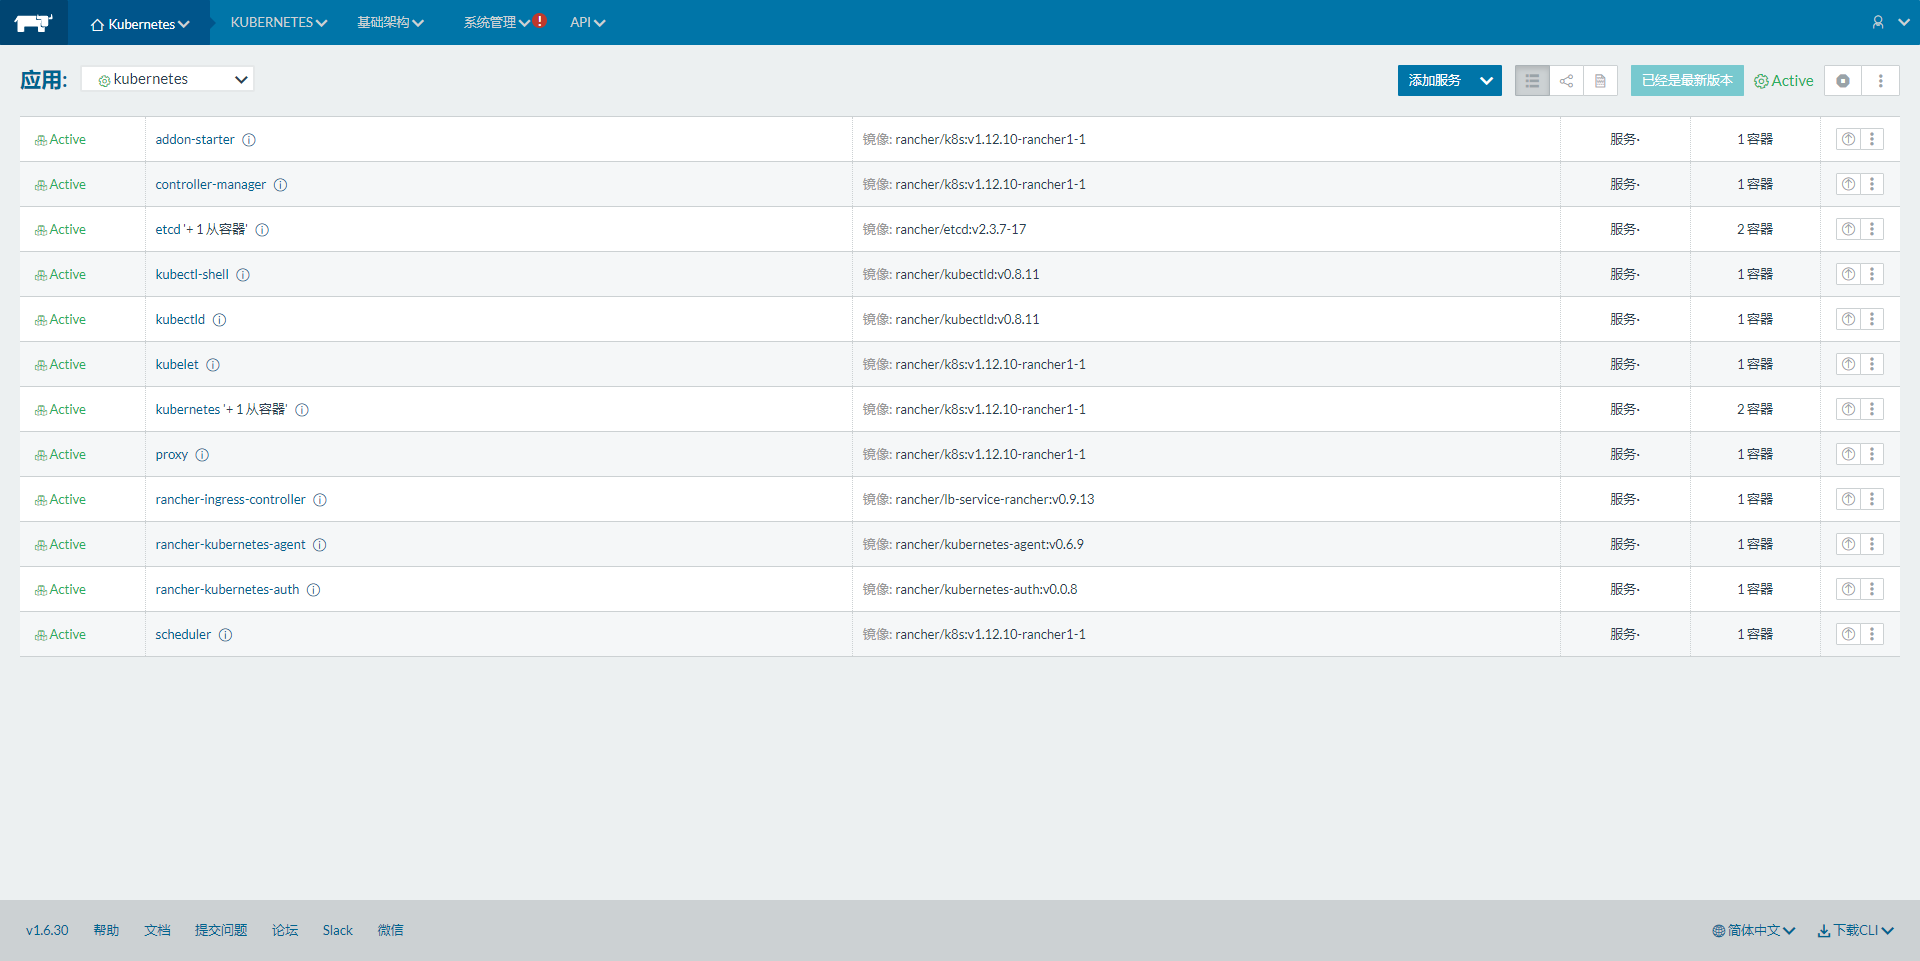 Kubernetes KUBERNETES 基础架构 系统管理 ! API
应用: kubernetes 添加服务 已经是最新版本 Active
Active addon-starter 镜像: rancher/k8s:v1.12.10-rancher1-1 服务· 1 容器
Active controller-manager 镜像: rancher/k8s:v1.12.10-rancher1-1 服务· 1 容器
Active etcd '+ 1 从容器' 镜像: rancher/etcd:v2.3.7-17 服务· 2 容器
Active kubectl-shell 镜像: rancher/kubectld:v0.8.11 服务· 1 容器
Active kubectld 镜像: rancher/kubectld:v0.8.11 服务· 1 容器
Active kubelet 镜像: rancher/k8s:v1.12.10-rancher1-1 服务· 1 容器
Active kubernetes '+ 1 从容器' 镜像: rancher/k8s:v1.12.10-rancher1-1 服务· 2 容器
Active proxy 镜像: rancher/k8s:v1.12.10-rancher1-1 服务· 1 容器
Active rancher-ingress-controller 镜像: rancher/lb-service-rancher:v0.9.13 服务· 1 容器
Active rancher-kubernetes-agent 镜像: rancher/kubernetes-agent:v0.6.9 服务· 1 容器
Active rancher-kubernetes-auth 镜像: rancher/kubernetes-auth:v0.0.8 服务· 1 容器
Active scheduler 镜像: rancher/k8s:v1.12.10-rancher1-1 服务· 1 容器
v1.6.30 帮助 文档 提交问题 论坛 Slack 微信 简体中文 下载CLI